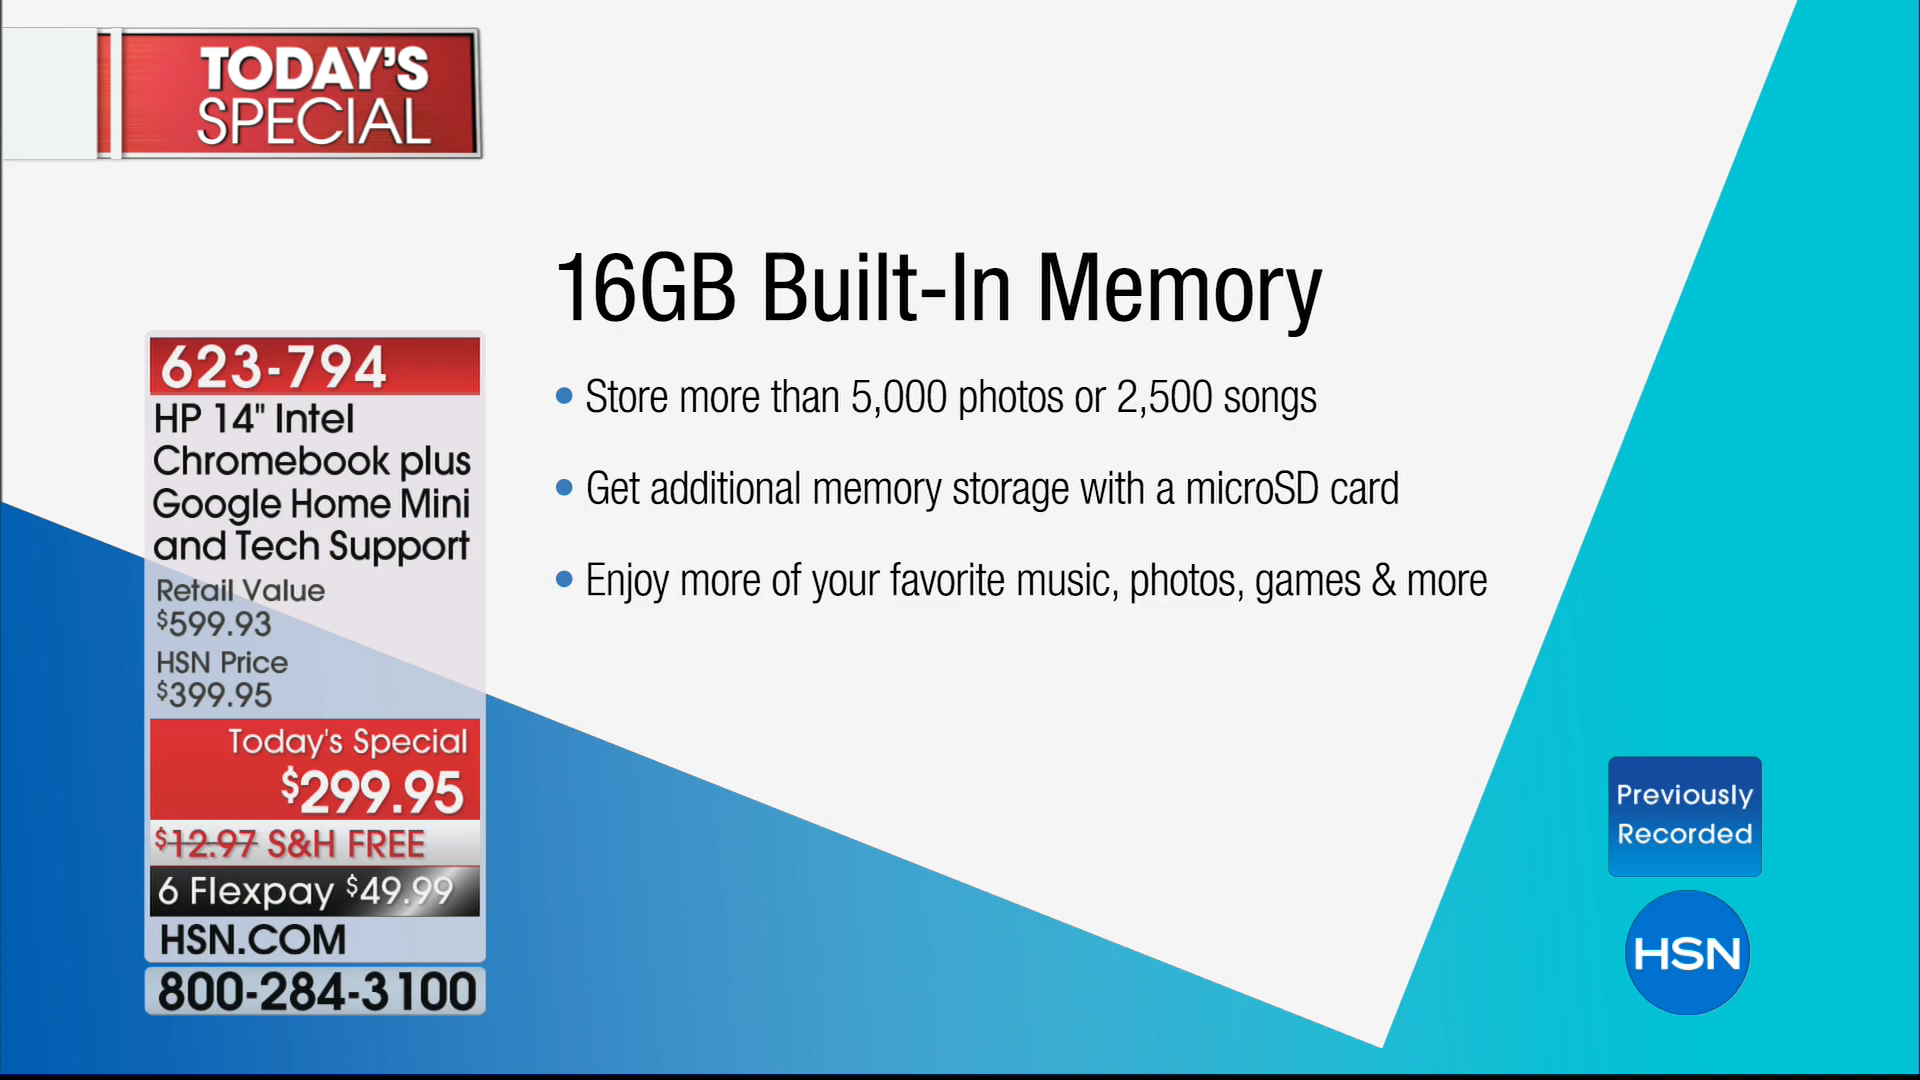 TODAY'S
SPECIAL
16GB Built-In Memory
• Store more than 5,000 photos or 2,500 songs
• Get additional memory storage with a microSD card
• Enjoy more of your favorite music, photos, games & more
623-794
HP 14" Intel
Chromebook plus
Google Home Mini
and Tech Support
Retail Value
$599.93
HSN Price
$399.95
Today's Special
$299.95
$12.97 S&H FREE
6 Flexpay $49.99
HSN.COM
800-284-3100
Previously
Recorded
HSN